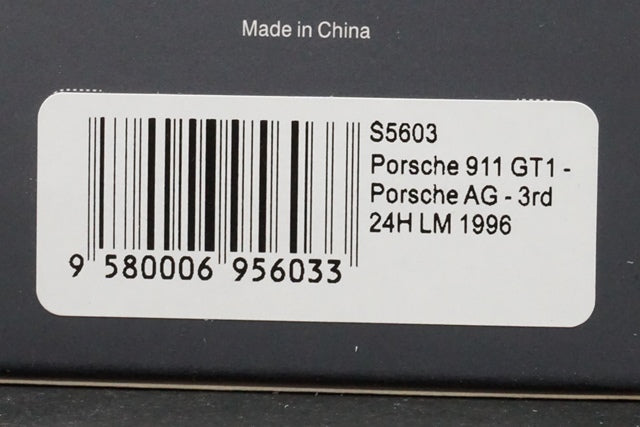 Made in China
S5603
Porsche 911 GT1 -
Porsche AG - 3rd
24H LM 1996
9 580006 956033